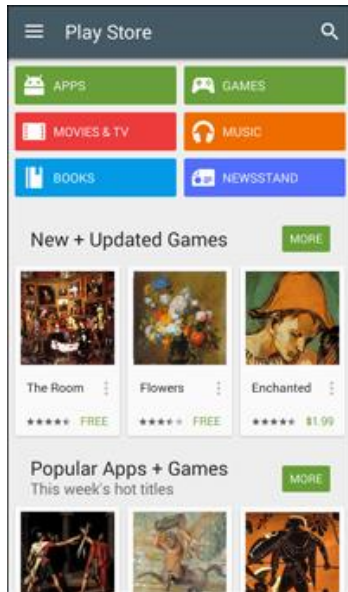 Play Store
APPS
GAMES
MOVIES & TV
MUSIC
BOOKS
NEWSSTAND
New + Updated Games
MORE
The Room
Flowers
Enchanted
FREE
FREE
$1.99
Popular Apps + Games
MORE
This week's hot titles